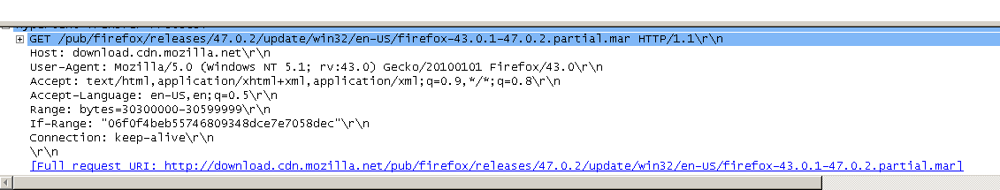 GET /pub/firefox/releases/47.0.2/update/win32/en-US/firefox-43.0.1-47.0.2.partial.mar HTTP/1.1\r\n
Host: download.cdn.mozilla.net\r\n
User-Agent: Mozilla/5.0 (Windows NT 5.1; rv:43.0) Gecko/20100101 Firefox/43.0\r\n
Accept: text/html,application/xhtml+xml,application/xml;q=0.9,*/*;q=0.8\r\n
Accept-Language: en-US,en;q=0.5\r\n
Range: bytes=30300000-30599999\r\n
If-Range: "06f0f4beb55746809348dce7e7058dec"\r\n
Connection: keep-alive\r\n
\r\n
[Full request URI: http://download.cdn.mozilla.net/pub/firefox/releases/47.0.2/update/win32/en-US/firefox-43.0.1-47.0.2.partial.mar]